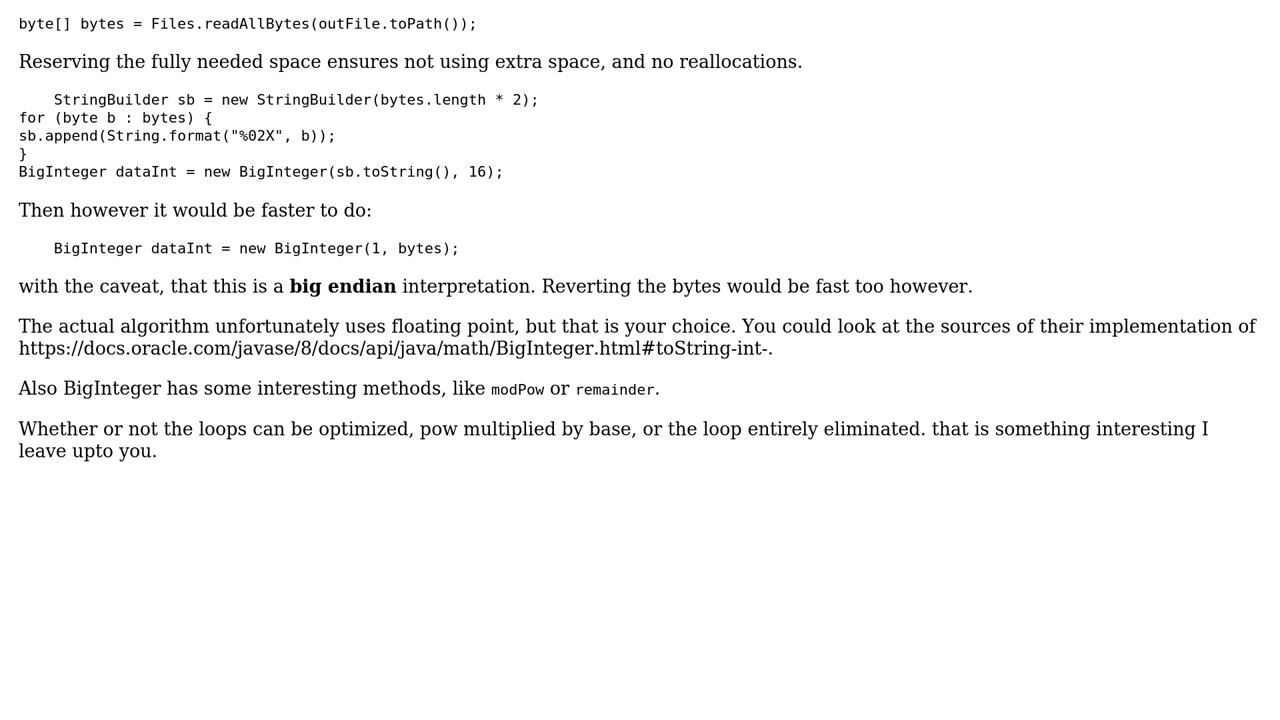 byte[] bytes = Files.readAllBytes(outFile.toPath());
Reserving the fully needed space ensures not using extra space, and no reallocations.
StringBuilder sb = new StringBuilder(bytes.length * 2);
for (byte b : bytes) {
sb.append(String.format("%02X", b));
}
BigInteger dataInt = new BigInteger(sb.toString(), 16);
Then however it would be faster to do:
BigInteger dataInt = new BigInteger(1, bytes);
with the caveat, that this is a big endian interpretation. Reverting the bytes would be fast too however.
The actual algorithm unfortunately uses floating point, but that is your choice. You could look at the sources of their implementation of
https://docs.oracle.com/javase/8/docs/api/java/math/BigInteger.html#toString-int-.
Also BigInteger has some interesting methods, like modPow or remainder.
Whether or not the loops can be optimized, pow multiplied by base, or the loop entirely eliminated. that is something interesting I
leave upto you.